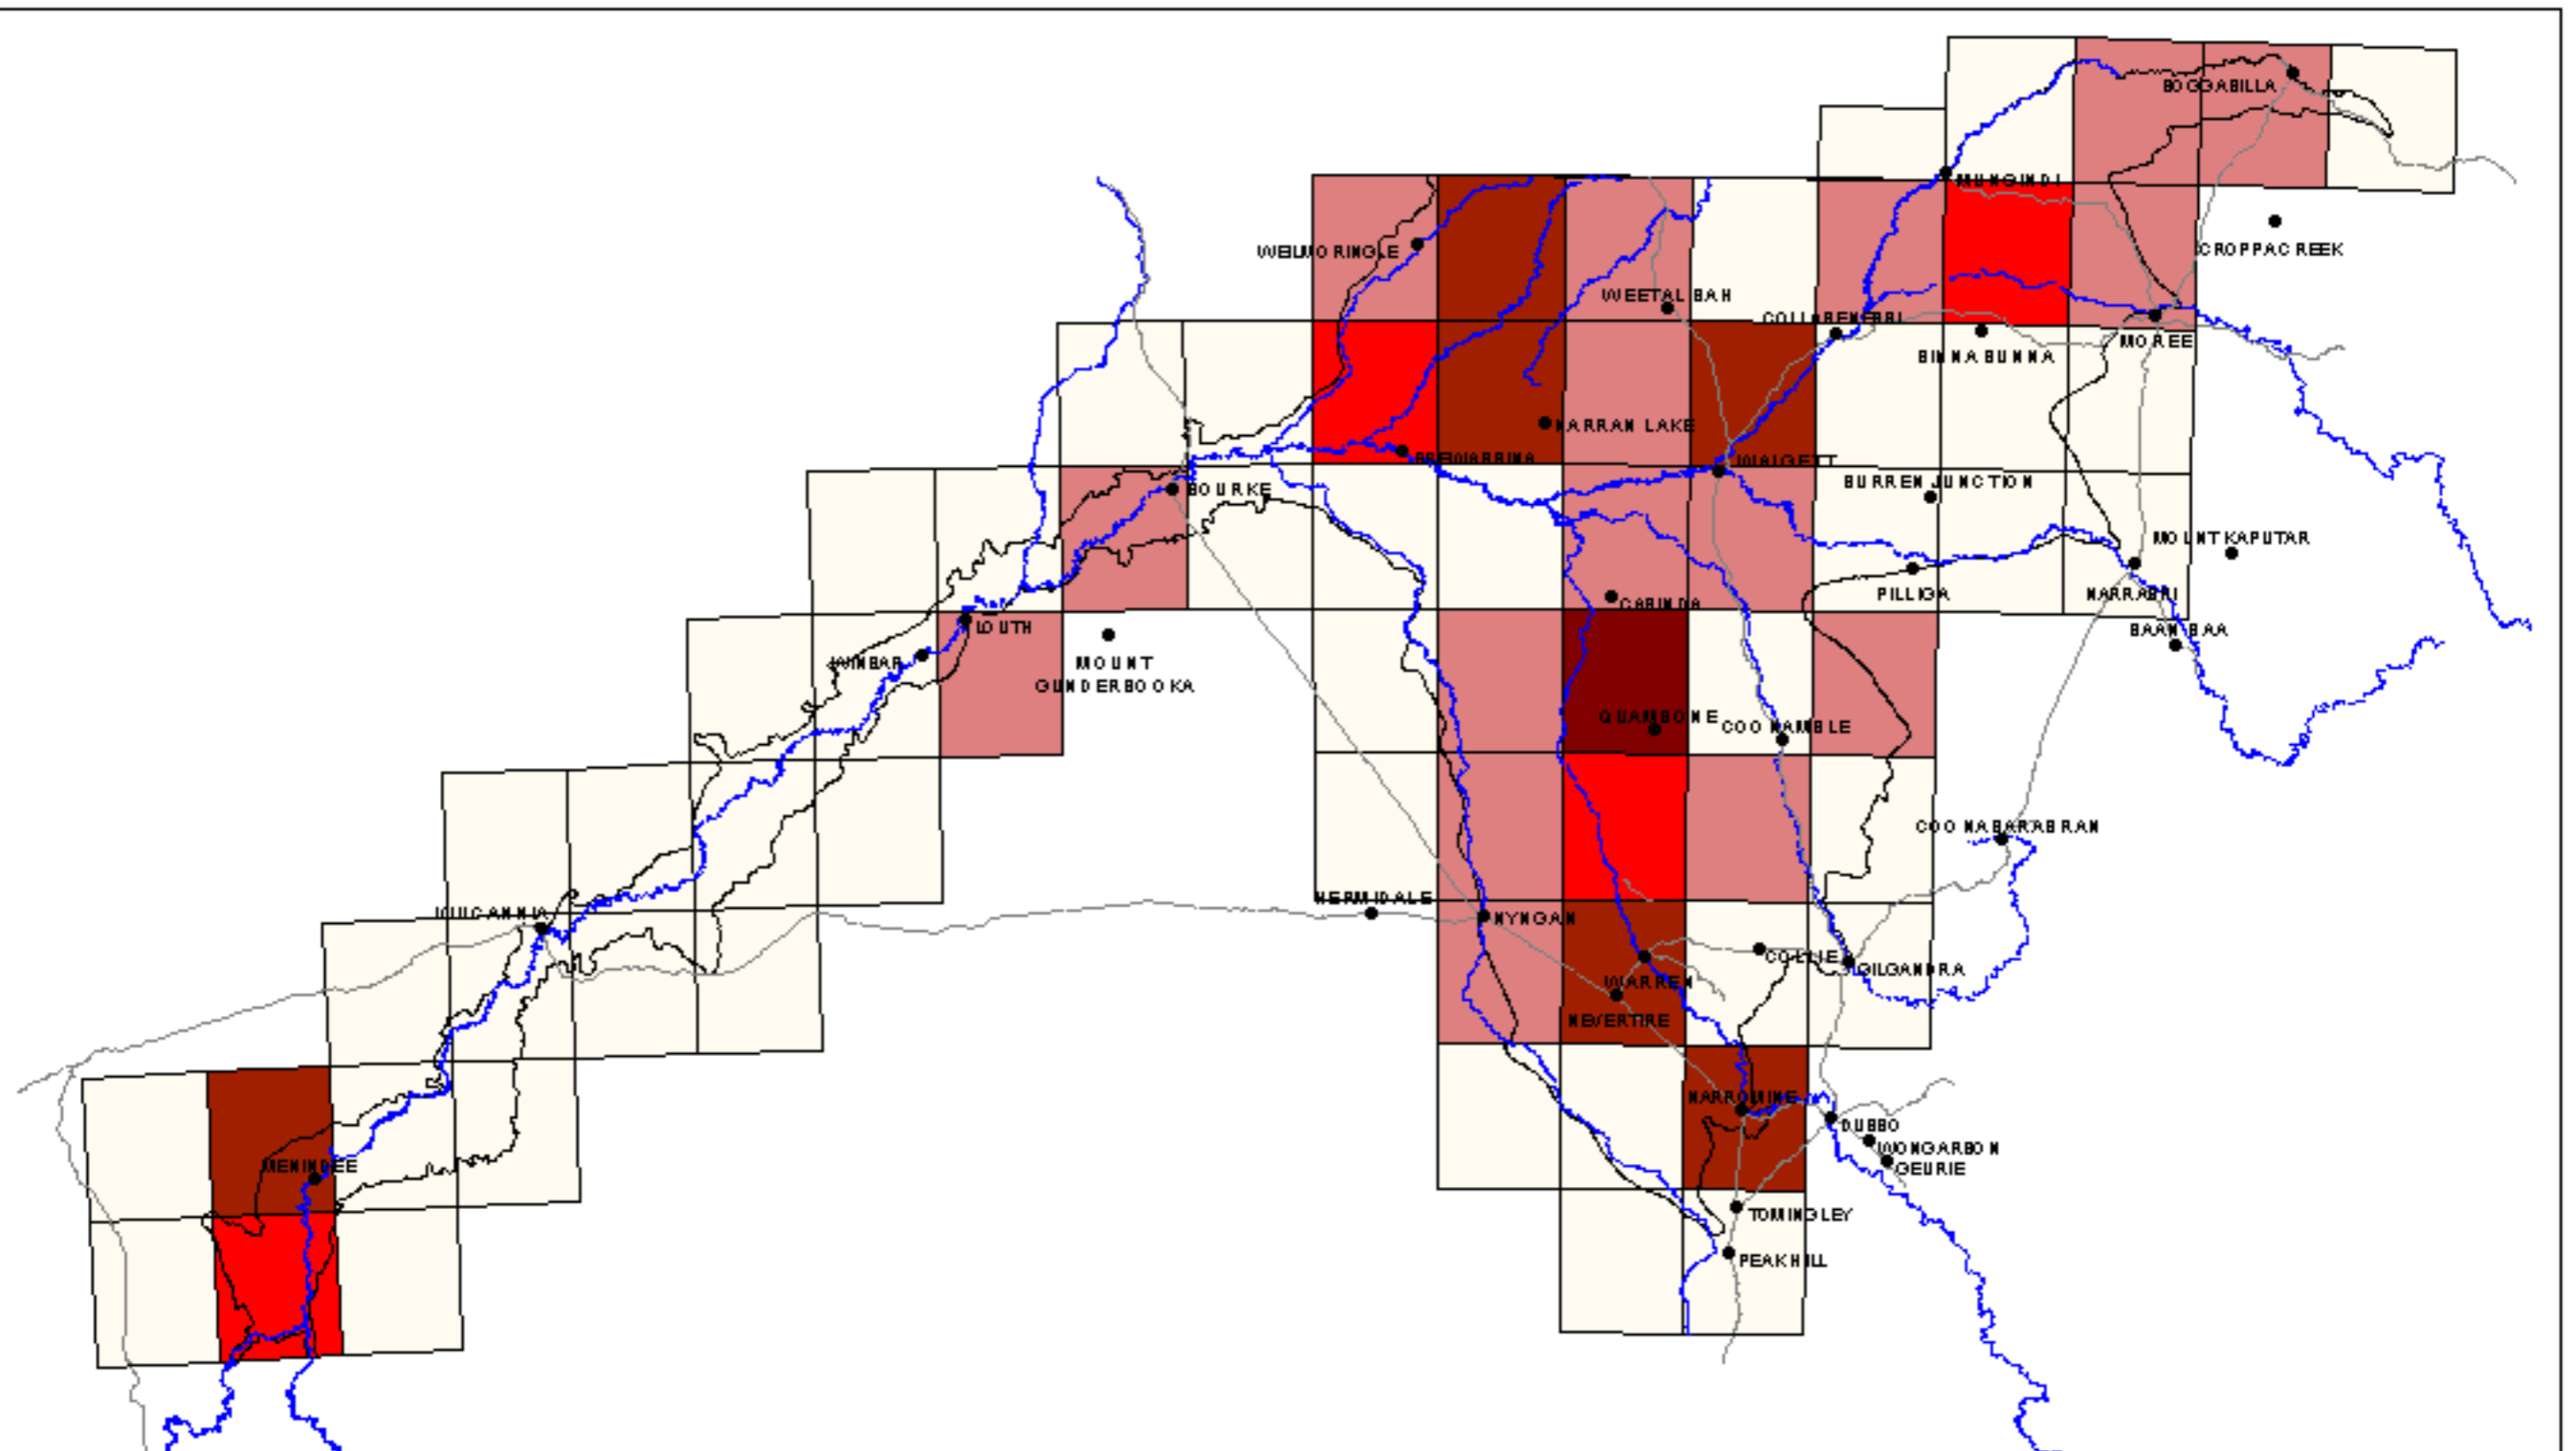 BOGGABILLA
MUNGINDI
CROPPA CREEK
WEILMORINGLE
WEETALIBAH
COLLARENEBRI
MOREE
BINNA BUNNA
NARRAN LAKE
BREWARRINA
WALGETT
BURREN JUNCTION
BOURKE
MOUNT KAPUTAR
PILLIGA
NARRABRI
CARINDA
LOUTH
BAAN BAA
MOUNT
GUNDERBOOKA
QUAMBONE
COONAMBLE
COONABARABRAN
HERMIDALE
WILCANNIA
NYNGAN
COLLIE
GILGANDRA
WARREN
NEVERTIRE
NARROMINE
DUBBO
WONGARBON
GEURIE
MENINDEE
TOMINGLEY
PEAK HILL